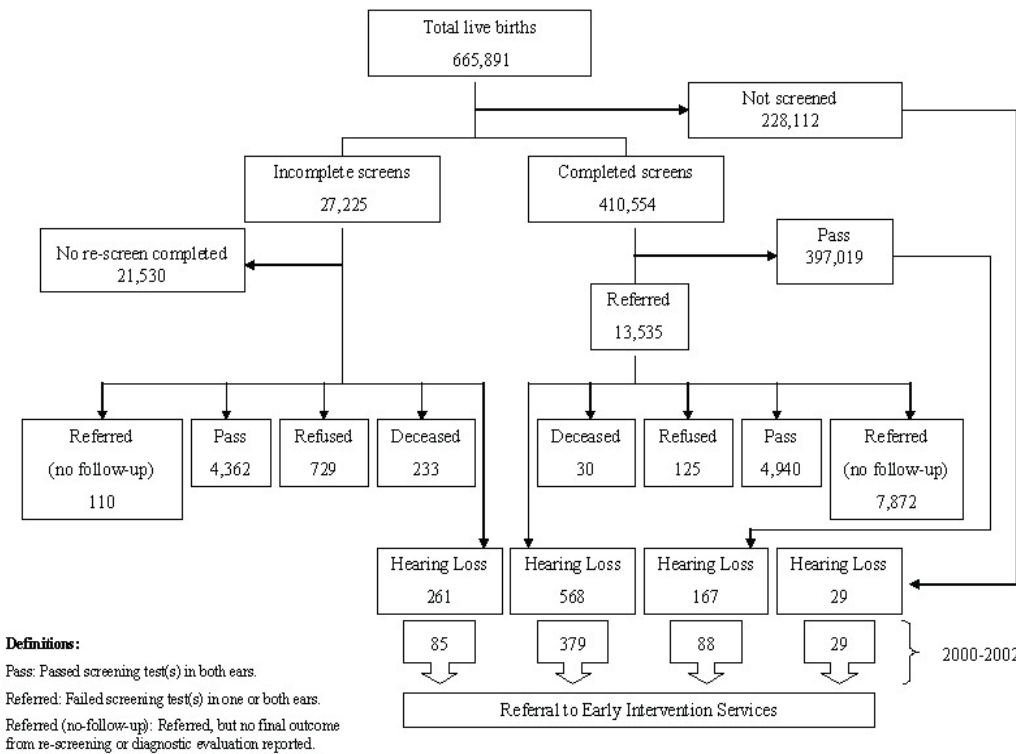 Total live births
665,891
Not screened
228,112
Incomplete screens
27,225
Completed screens
410,554
No re-screen completed
21,530
Pass
397,019
Referred
13,535
Referred
(no follow-up)
110
Pass
4,362
Refused
729
Deceased
233
Deceased
30
Refused
125
Pass
4,940
Referred
(no follow-up)
7,872
Hearing Loss
261
Hearing Loss
568
Hearing Loss
167
Hearing Loss
29
85
379
88
29
2000-2002
Referral to Early Intervention Services
Definitions:
Pass: Passed screening test(s) in both ears.
Referred: Failed screening test(s) in one or both ears.
Referred (no-follow-up): Referred, but no final outcome
from re-screening or diagnostic evaluation reported.